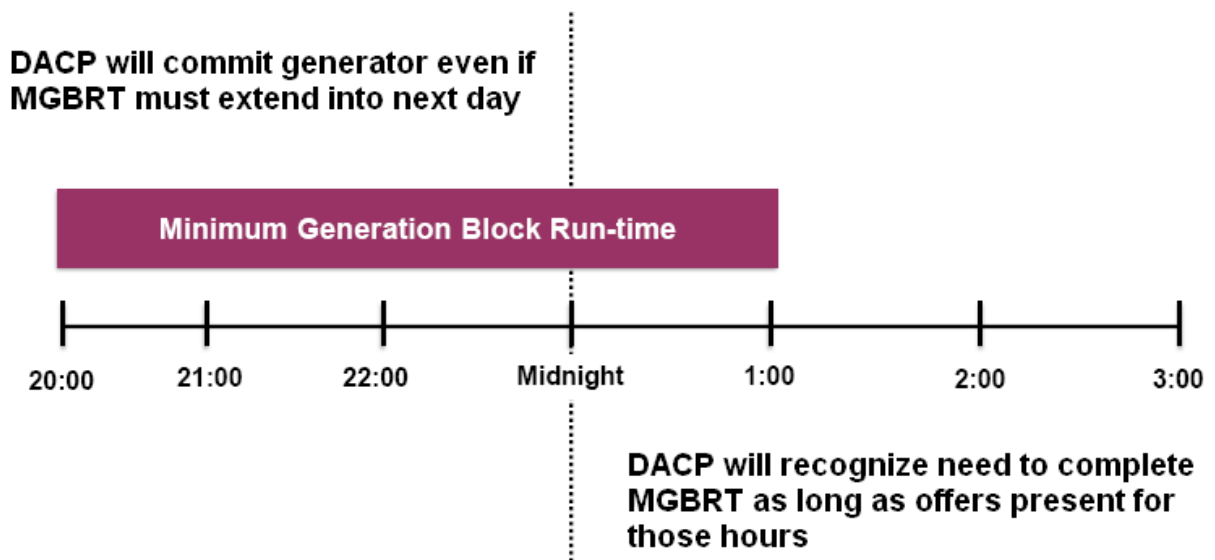 DACP will commit generator even if
MGBRT must extend into next day
Minimum Generation Block Run-time
20:00
21:00
22:00
Midnight
1:00
2:00
3:00
DACP will recognize need to complete
MGBRT as long as offers present for
those hours